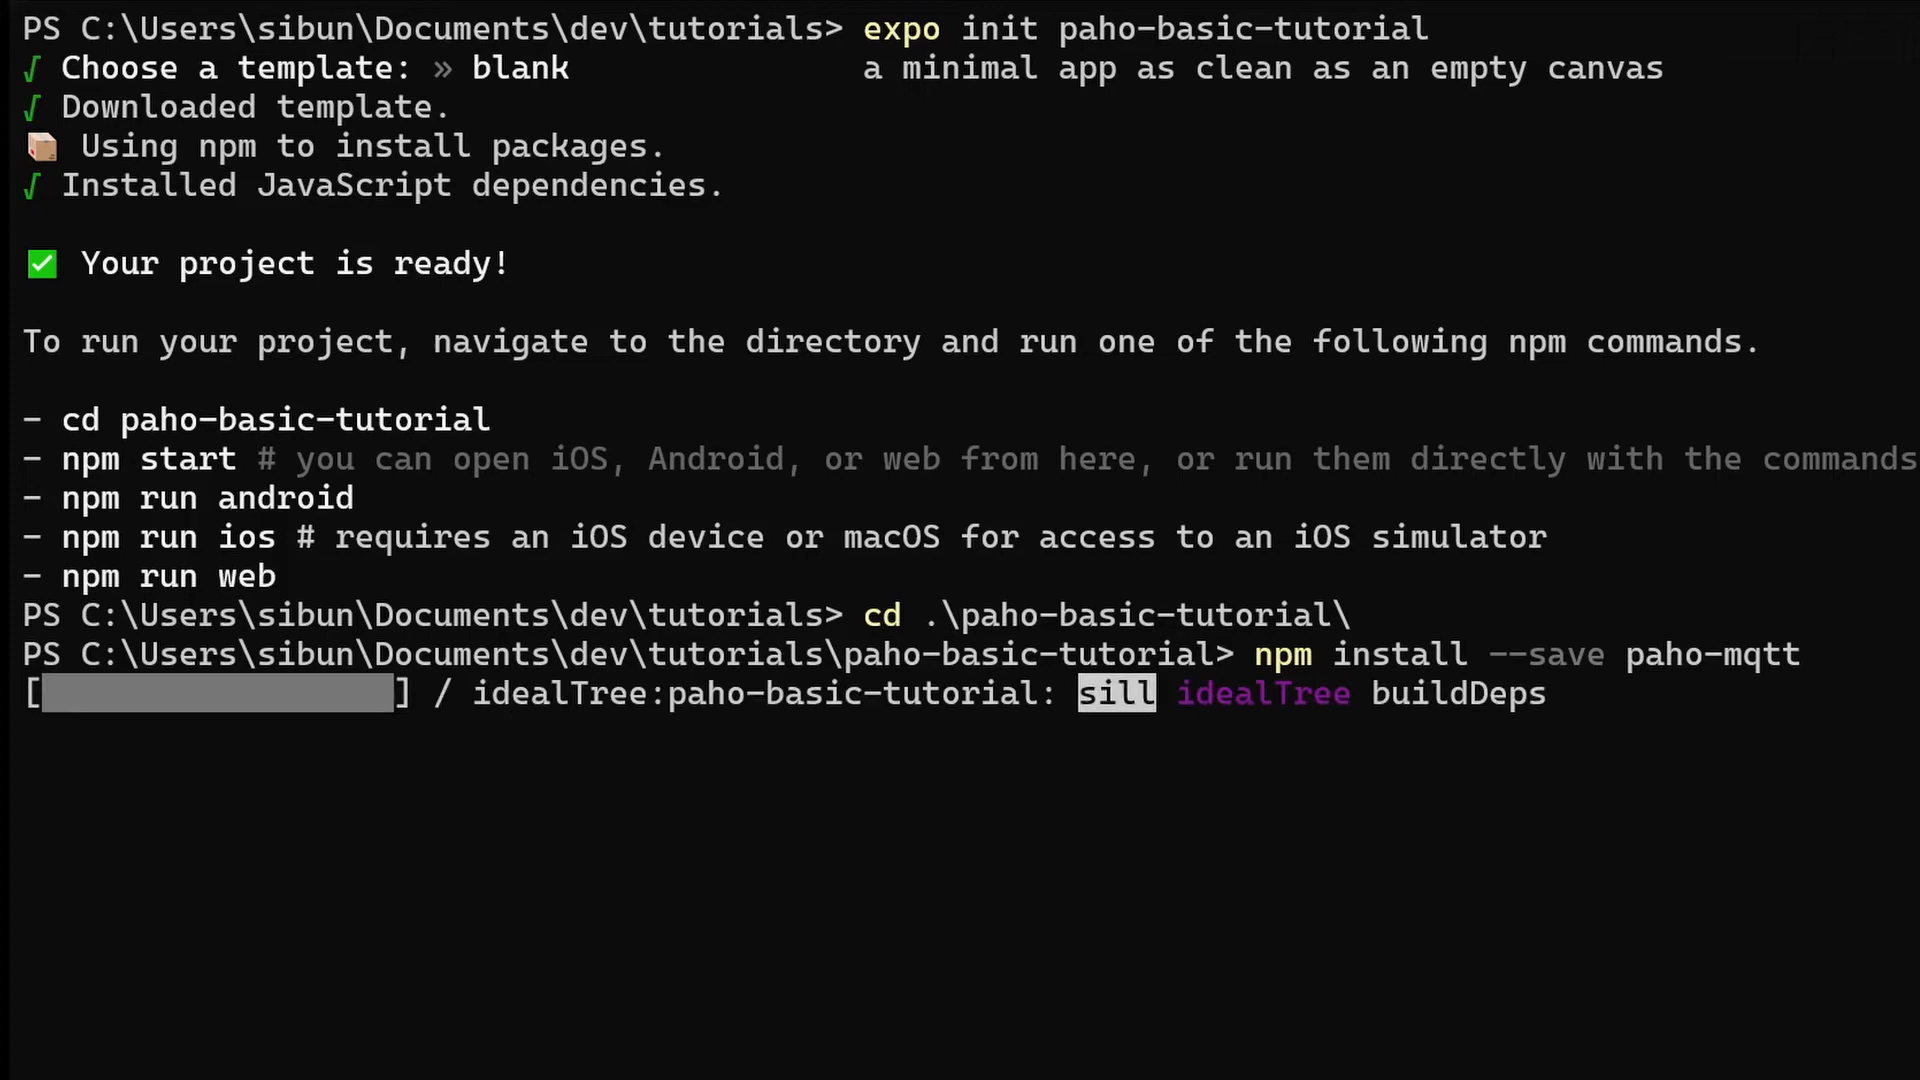 PS C:\Users\sibun\Documents\dev\tutorials> expo init paho-basic-tutorial
√ Choose a template: » blank a minimal app as clean as an empty canvas
√ Downloaded template.
📦 Using npm to install packages.
√ Installed JavaScript dependencies.
✅ Your project is ready!
To run your project, navigate to the directory and run one of the following npm commands.
- cd paho-basic-tutorial
- npm start # you can open iOS, Android, or web from here, or run them directly with the commands
- npm run android
- npm run ios # requires an iOS device or macOS for access to an iOS simulator
- npm run web
PS C:\Users\sibun\Documents\dev\tutorials> cd .\paho-basic-tutorial\
PS C:\Users\sibun\Documents\dev\tutorials\paho-basic-tutorial> npm install --save paho-mqtt
[                  ] / idealTree:paho-basic-tutorial: sill idealTree buildDeps